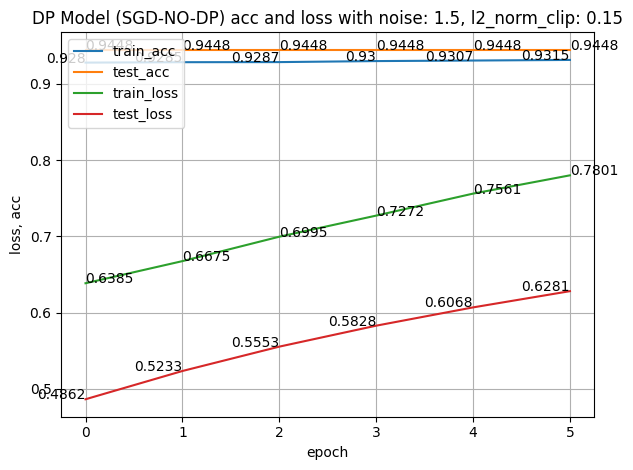 DP Model (SGD-NO-DP) acc and loss with noise: 1.5, l2_norm_clip: 0.15
train_acc
test_acc
train_loss
test_loss
0.9448 0.9448 0.9448 0.9448 0.9448 0.9448
0.928 0.9285 0.9287 0.93 0.9307 0.9315
0.6385 0.6675 0.6995 0.7272 0.7561 0.7801
0.4862 0.5233 0.5553 0.5828 0.6068 0.6281
loss, acc
0.9
0.8
0.7
0.6
0.5
0 1 2 3 4 5
epoch